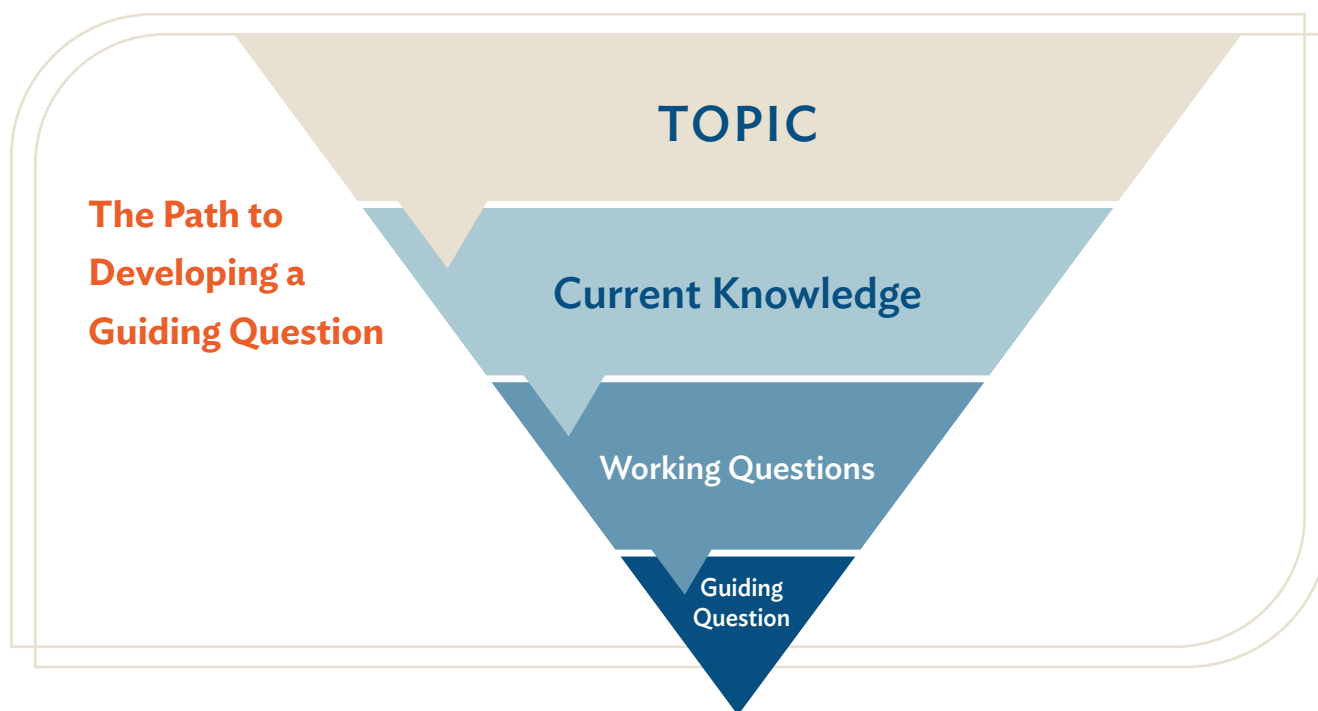 TOPIC
The Path to
Developing a
Guiding Question
Current Knowledge
Working Questions
Guiding
Question